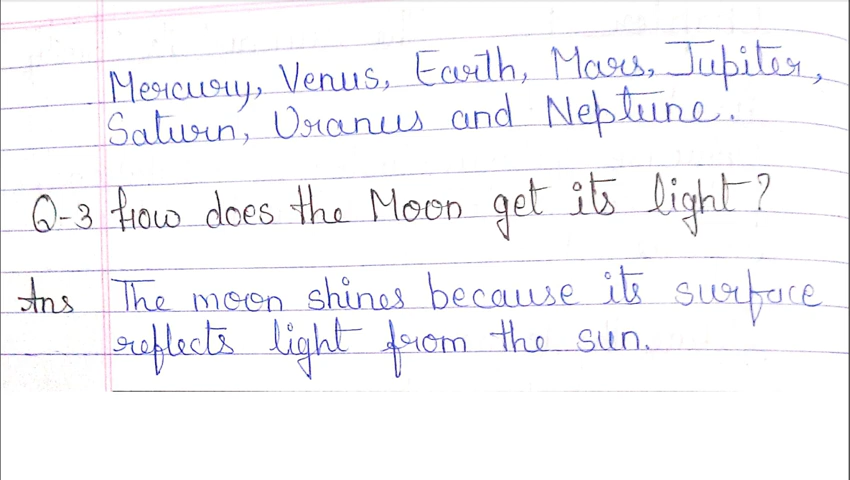 Mercury, Venus, Earth, Mars, Jupiter,
Saturn, Uranus and Neptune.
Q-3 How does the Moon get its light?
Ans The moon shines because its surface
reflects light from the sun.